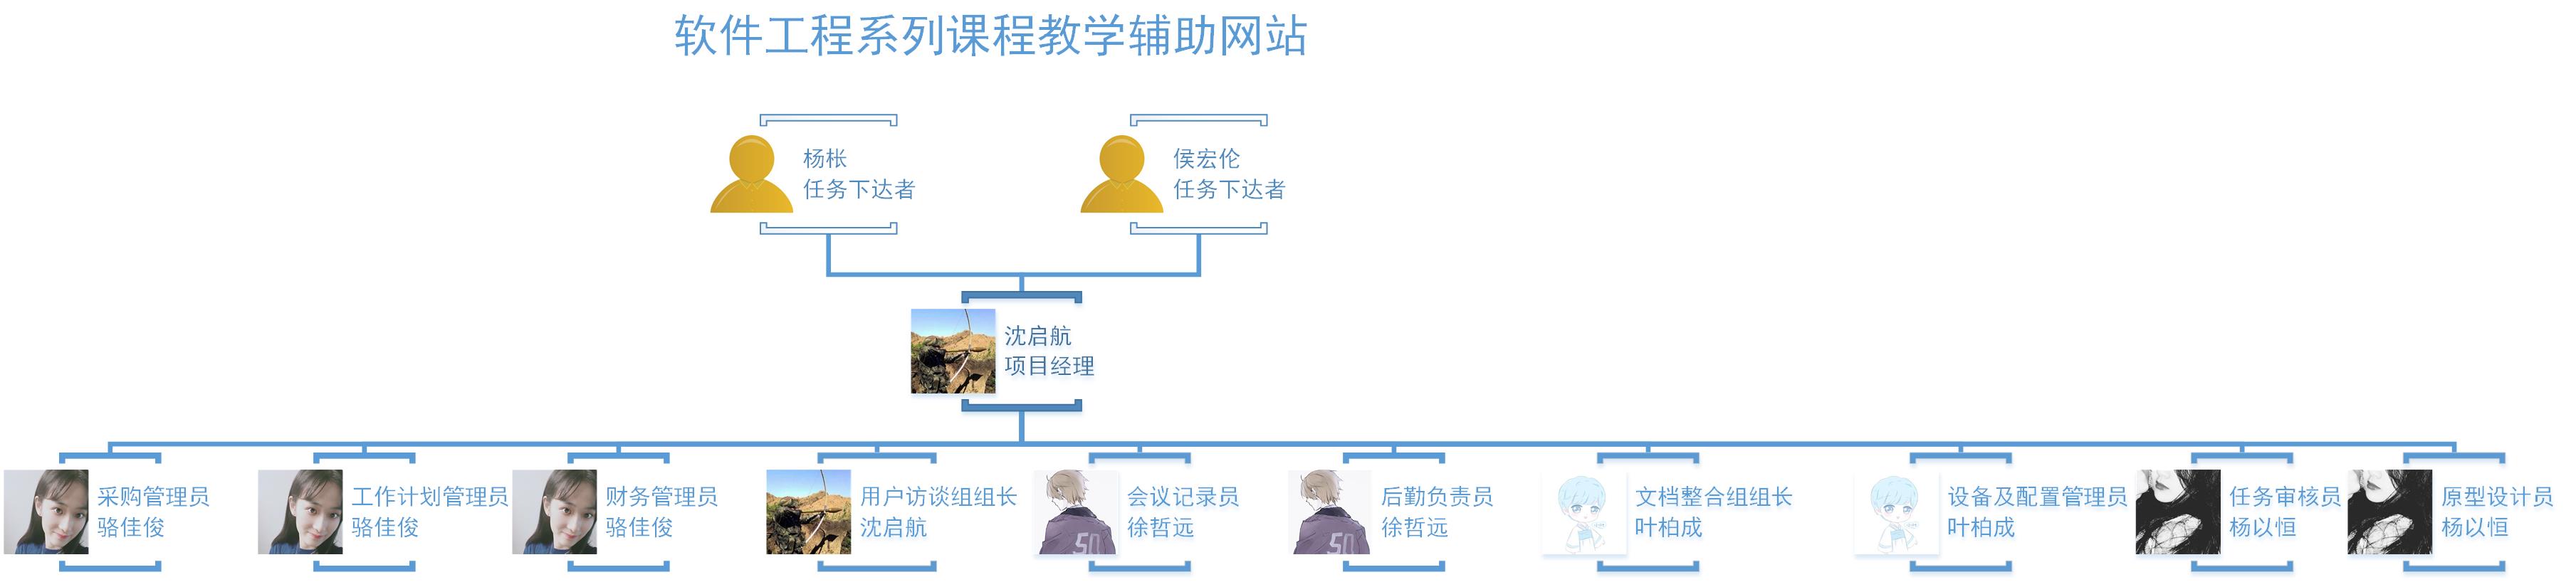 软件工程系列课程教学辅助网站
杨枨
任务下达者
侯宏伦
任务下达者
沈启航
项目经理
采购管理员
骆佳俊
工作计划管理员
骆佳俊
财务管理员
骆佳俊
用户访谈组组长
沈启航
会议记录员
徐哲远
后勤负责员
徐哲远
文档整合组组长
叶柏成
设备及配置管理员
叶柏成
任务审核员
杨以恒
原型设计员
杨以恒
50
50